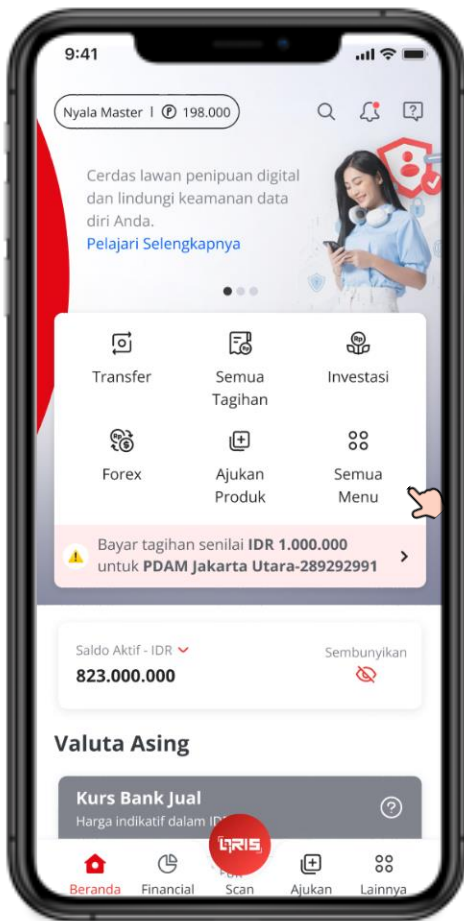 9:41
Nyala Master | Ⓟ 198.000
Cerdas lawan penipuan digital
dan lindungi keamanan data
diri Anda.
Pelajari Selengkapnya
Transfer
Semua
Tagihan
Investasi
Forex
Ajukan
Produk
Semua
Menu
Bayar tagihan senilai IDR 1.000.000
untuk PDAM Jakarta Utara-289292991
Saldo Aktif - IDR
Sembunyikan
823.000.000
Valuta Asing
Kurs Bank Jual
Harga indikatif dalam
QRIS
Beranda
Financial
Scan
Ajukan
Lainnya